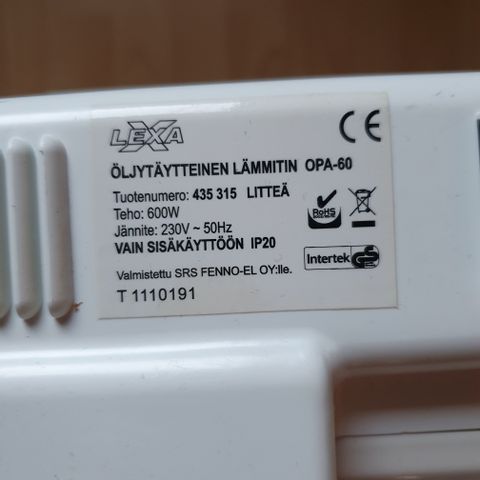 LEXA
CE
ÖLJYTÄYTTEINEN LÄMMITIN OPA-60
Tuotenumero: 435 315 LITTEÄ
Teho: 600W
Jännite: 230V ~ 50Hz
VAIN SISÄKÄYTTÖÖN IP20
Valmistettu SRS FENNO-EL OY:lle.
T 1110191
RoHS
Intertek